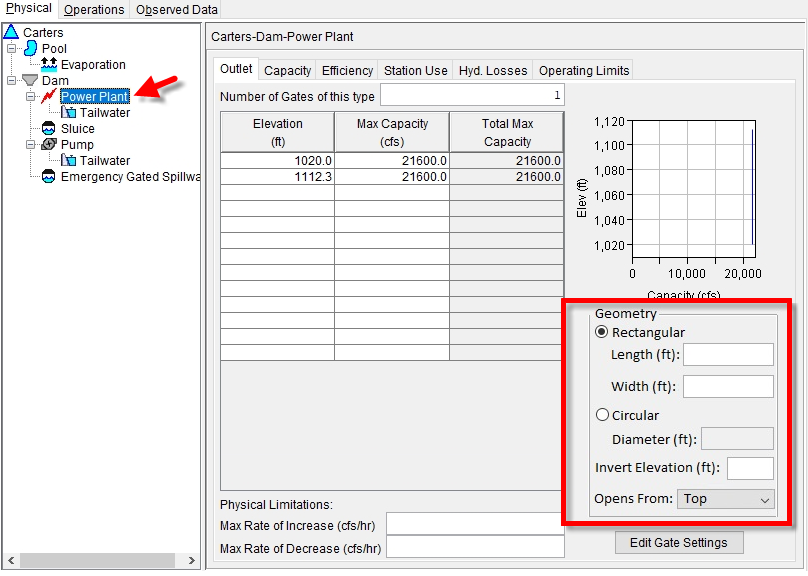 Physical Operations Observed Data
Carters
Pool
Evaporation
Dam
Power Plant
Tailwater
Sluice
Pump
Tailwater
Emergency Gated Spillwa
Carters-Dam-Power Plant
Outlet Capacity Efficiency Station Use Hyd. Losses Operating Limits
Number of Gates of this type 1
Elevation (ft) Max Capacity (cfs) Total Max Capacity
1020.0 21600.0 21600.0
1112.3 21600.0 21600.0
Elev (ft)
1,120
1,100
1,080
1,060
1,040
1,020
0 10,000 20,000
Capacity (cfs)
Geometry
Rectangular
Length (ft):
Width (ft):
Circular
Diameter (ft):
Invert Elevation (ft):
Opens From: Top
Physical Limitations:
Max Rate of Increase (cfs/hr)
Max Rate of Decrease (cfs/hr)
Edit Gate Settings